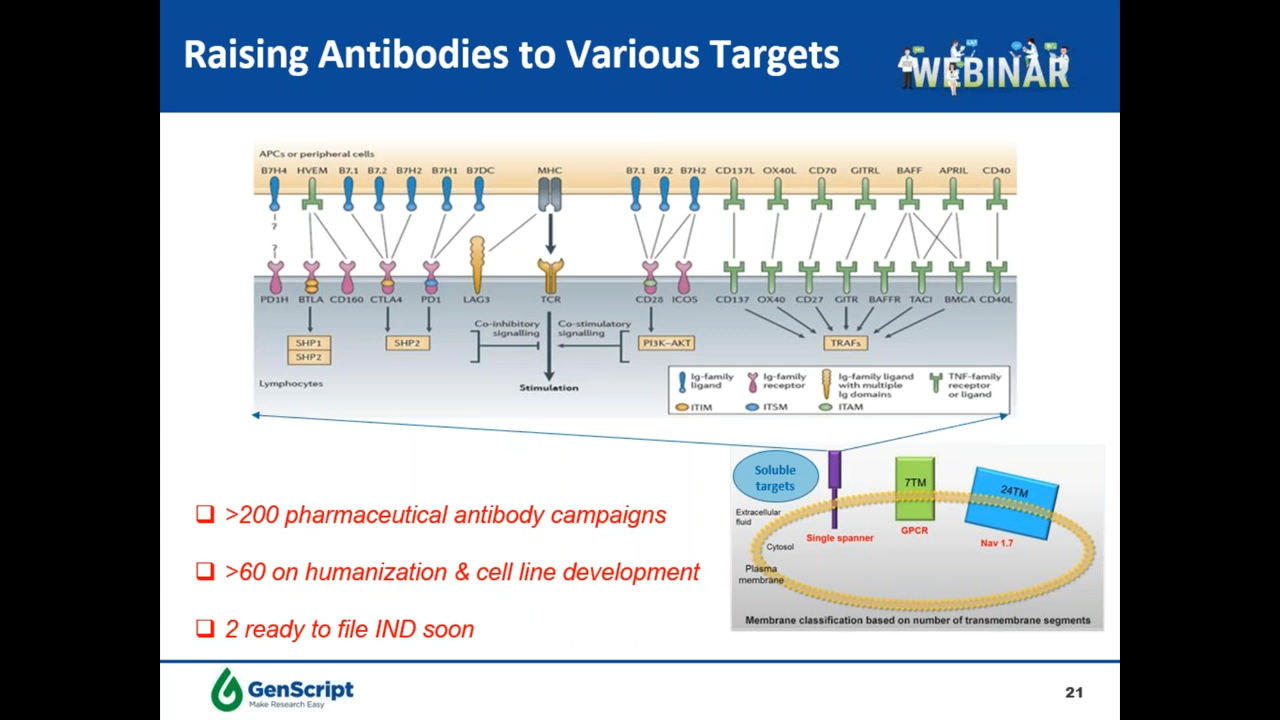 Raising Antibodies to Various Targets
WEBINAR
APCs or peripheral cells
B7H4 HVEM B7.1 B7.2 B7H2 B7H1 B7DC MHC B7.1 B7.2 B7H2 CD137L OX40L CD70 GITRL BAFF APRIL CD40
?
?
PD1H BTLA CD160 CTLA4 PD1 LAG3 TCR CD28 ICOS CD137 OX40 CD27 GITR BAFFR TACI BMCA CD40L
Co-inhibitory
signalling
Co-stimulatory
signalling
SHP1
SHP2
SHP2
PI3K–AKT
TRAFs
Lymphocytes
Stimulation
Ig-family
ligand
Ig-family
receptor
Ig-family ligand
with multiple
Ig domains
TNF-family
receptor
or ligand
ITIM
ITSM
ITAM
Soluble
targets
7TM
24TM
Extracellular
fluid
Single spanner
GPCR
Nav 1.7
Cytosol
Plasma
membrane
Membrane classification based on number of transmembrane segments
>200 pharmaceutical antibody campaigns
>60 on humanization & cell line development
2 ready to file IND soon
GenScript
Make Research Easy
21